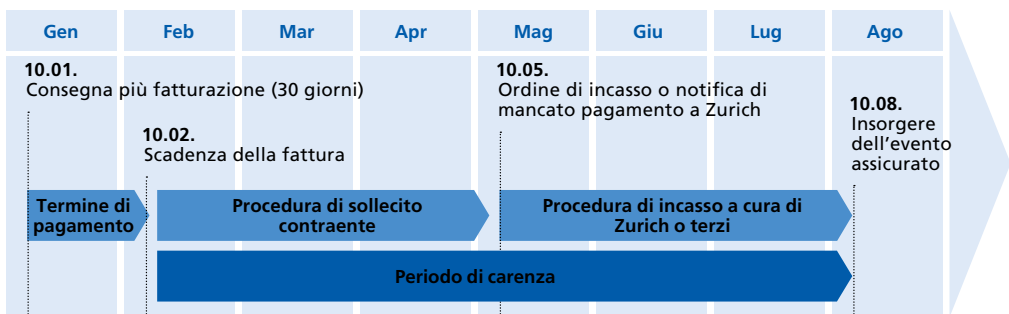 Gen Feb Mar Apr Mag Giu Lug Ago
10.01.
Consegna più fatturazione (30 giorni)
10.02.
Scadenza della fattura
10.05.
Ordine di incasso o notifica di
mancato pagamento a Zurich
10.08.
Insorgere
dell’evento
assicurato
Termine di
pagamento
Procedura di sollecito
contraente
Procedura di incasso a cura di
Zurich o terzi
Periodo di carenza